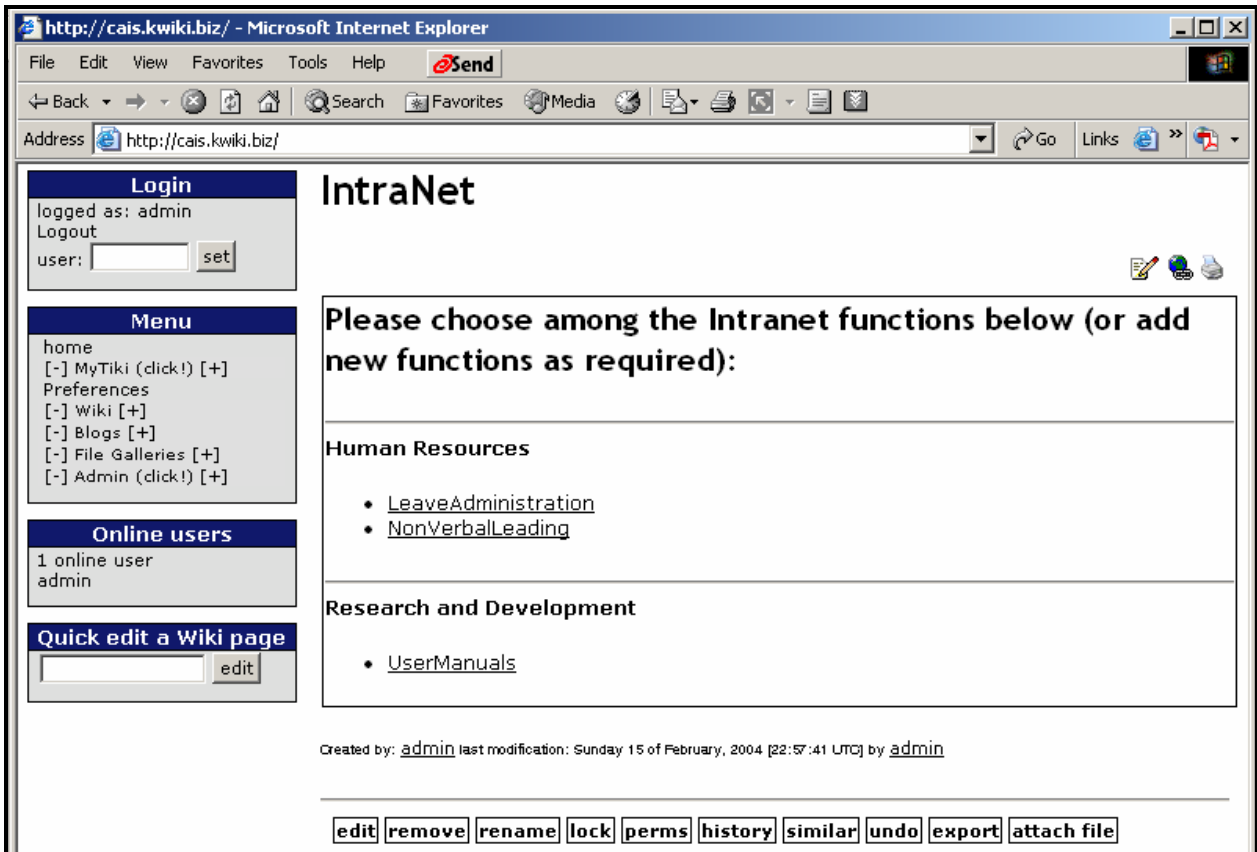 http://cais.kwiki.biz/ - Microsoft Internet Explorer
File Edit View Favorites Tools Help eSend
Back Search Favorites Media
Address http://cais.kwiki.biz/ Go Links »
Login
logged as: admin
Logout
user: set
Menu
home
[-] MyTiki (click!) [+]
Preferences
[-] Wiki [+]
[-] Blogs [+]
[-] File Galleries [+]
[-] Admin (click!) [+]
Online users
1 online user
admin
Quick edit a Wiki page
edit
IntraNet
Please choose among the Intranet functions below (or add
new functions as required):
Human Resources
• LeaveAdministration
• NonVerbalLeading
Research and Development
• UserManuals
Created by: admin last modification: Sunday 15 of February, 2004 [22:57:41 UTC] by admin
edit remove rename lock perms history similar undo export attach file